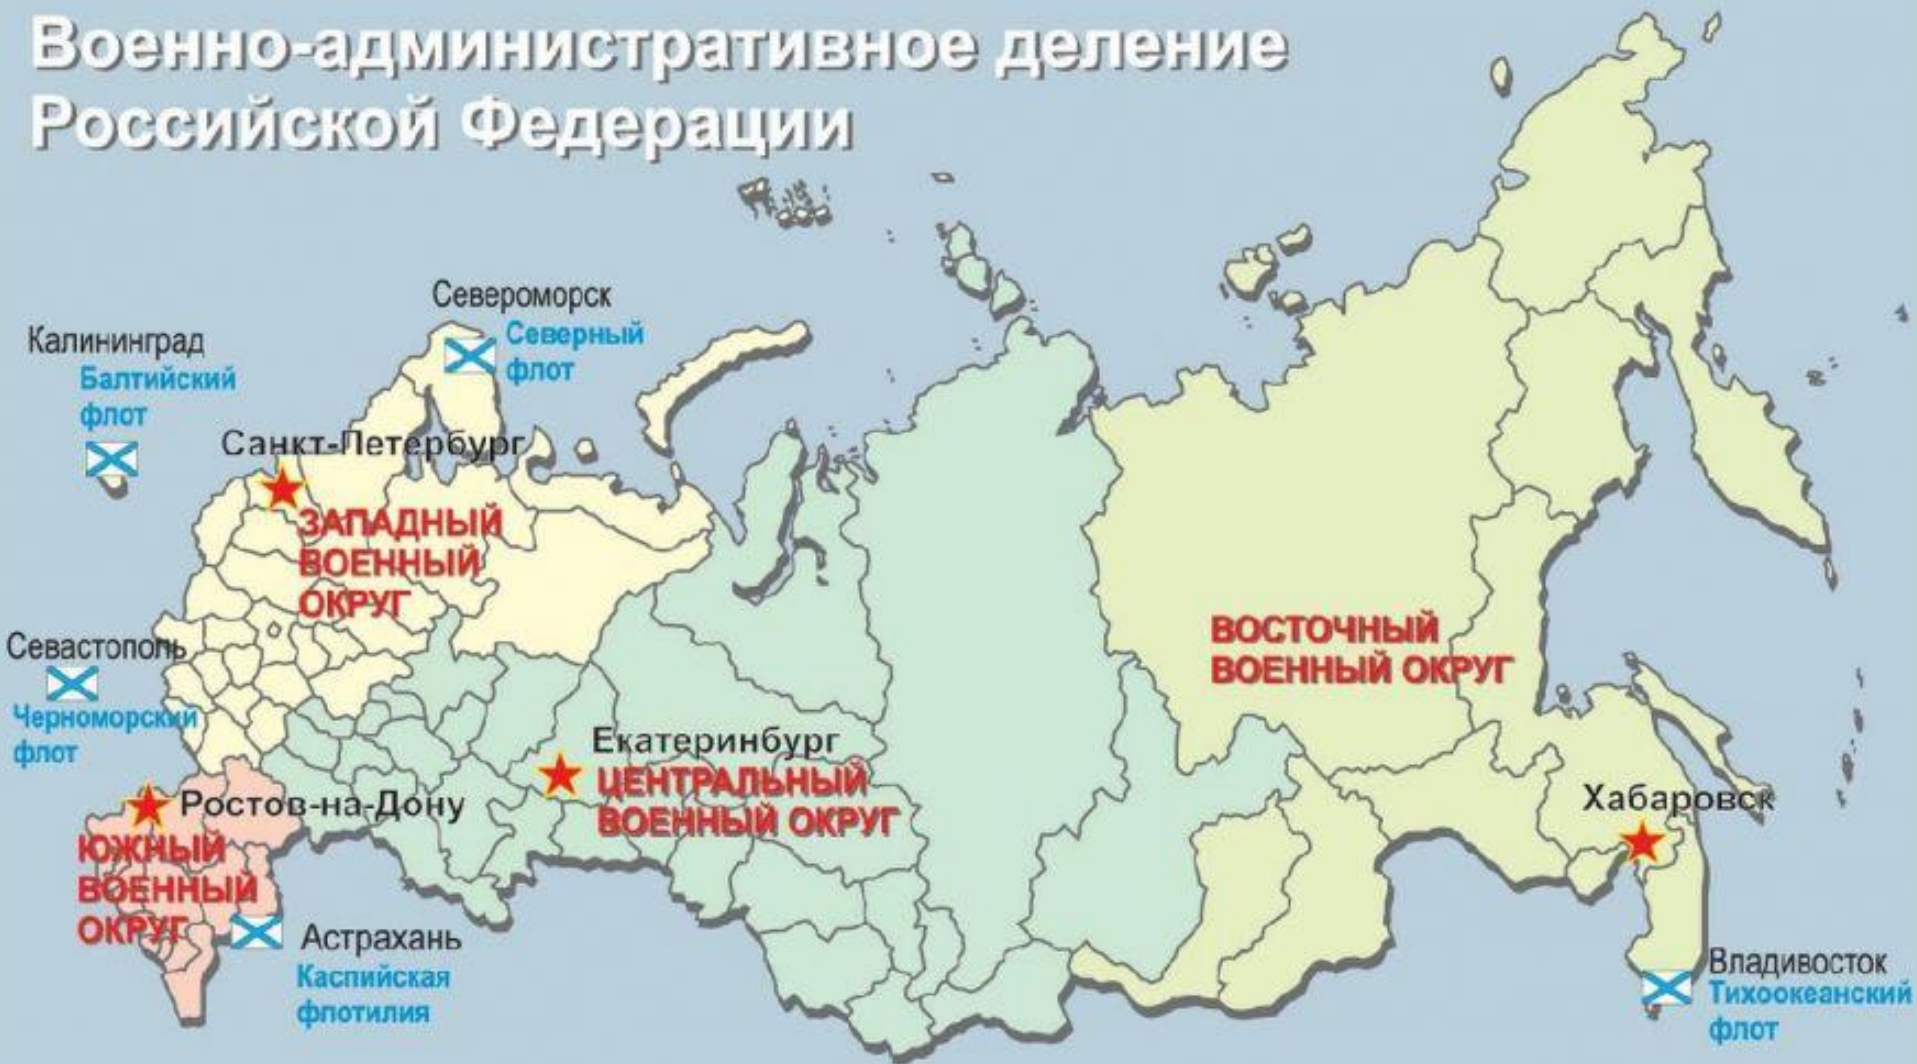 Военно-административное деление
Российской Федерации
Североморск
Северный
флот
Калининград
Балтийский
флот
Санкт-Петербург
ЗАПАДНЫЙ
ВОЕННЫЙ
ОКРУГ
Севастополь
Черноморский
флот
ВОСТОЧНЫЙ
ВОЕННЫЙ ОКРУГ
Екатеринбург
ЦЕНТРАЛЬНЫЙ
ВОЕННЫЙ ОКРУГ
Ростов-на-Дону
ЮЖНЫЙ
ВОЕННЫЙ
ОКРУГ
Хабаровск
Астрахань
Каспийская
флотилия
Владивосток
Тихоокеанский
флот